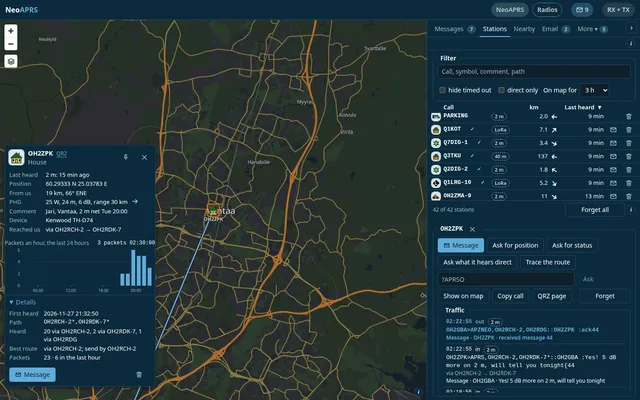 NeoAPRS
NeoAPRS
Radios
9
RX + TX
Messages 7
Stations
Nearby
Email 2
More 5
Filter
Call, symbol, comment, path
hide timed out
direct only
On map for
3 h
Call
km
Last heard ▼
PARKING 2 m 2.0 9 min
Q1KOT ✓ LoRa 7.1 9 min
Q7DIG-1 ✓ 2 m 3.4 9 min
Q3TKU ✓ 40 m 137 9 min
Q2DIG-2 ✓ 2 m 1.8 9 min
Q1LRG-10 ✓ LoRa 5.2 9 min
OH2ZMA-9 2 m 11 13 min
42 of 42 stations
Forget all
OH2ZPK
Message
Ask for position
Ask for status
Ask what it hears direct
Trace the route
?APRSO
Ask
Show on map
Copy call
QRZ page
Forget
Traffic
02:22:55 out 2 m
OH2GBA>APZNEO,OH2RCH-2,OH2RDG::OH2ZPK :ack44
Message · OH2ZPK · received message 44
02:22:55 in 2 m
OH2ZPK>APRS,OH2RCH-2,OH2RDK-7*::OH2GBA :Yes! 5 dB more on 2 m, will tell you tonight{44
via OH2RCH-2 → OH2RDK-7
Message · OH2GBA · Yes! 5 dB more on 2 m, will tell you tonight
+
−
Myyr
Hanaböle
Svartböle
OH2ZPK
OH2ZPK QRZ
House
Last heard 2 m: 15 min ago
Position 60.29333 N 25.03783 E
From us 19 km, 66° ENE
PHG 25 W, 24 m, 6 dB, range 30 km →
Comment Jari, Vantaa, 2 m net Tue 20:00
Device Kenwood TH-D74
Reached us via OH2RCH-2 → OH2RDK-7
Packets an hour, the last 24 hours
3 packets 02:30:00
▼ Details
First heard 2026-11-27 21:32:50
Path OH2RCH-2*,OH2RDK-7*
Heard 20 via OH2RCH-2, 2 via OH2RDK-7, 1 via OH2RDG
Best route via OH2RCH-2; send by OH2RCH-2
Packets 23 · 6 in the last hour
Message